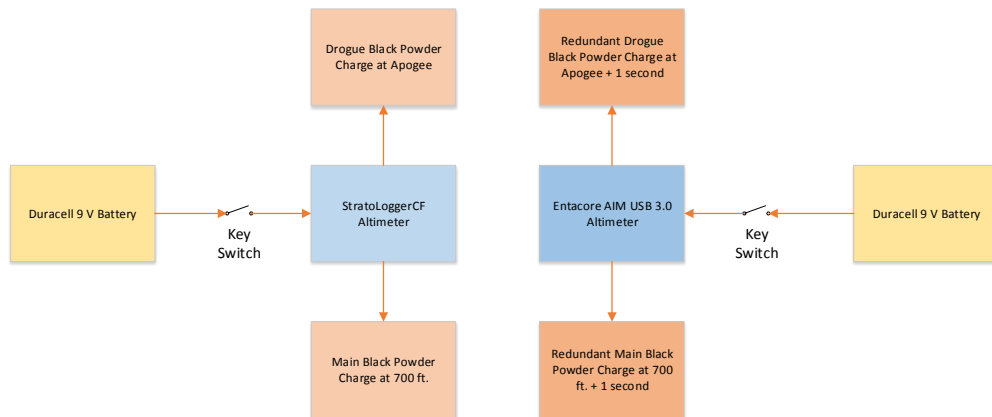 Drogue Black Powder
Charge at Apogee
Redundant Drogue
Black Powder Charge at
Apogee + 1 second
Duracell 9 V Battery
Key
Switch
StratoLoggerCF
Altimeter
Entacore AIM USB 3.0
Altimeter
Key
Switch
Duracell 9 V Battery
Main Black Powder
Charge at 700 ft.
Redundant Main Black
Powder Charge at 700
ft. + 1 second